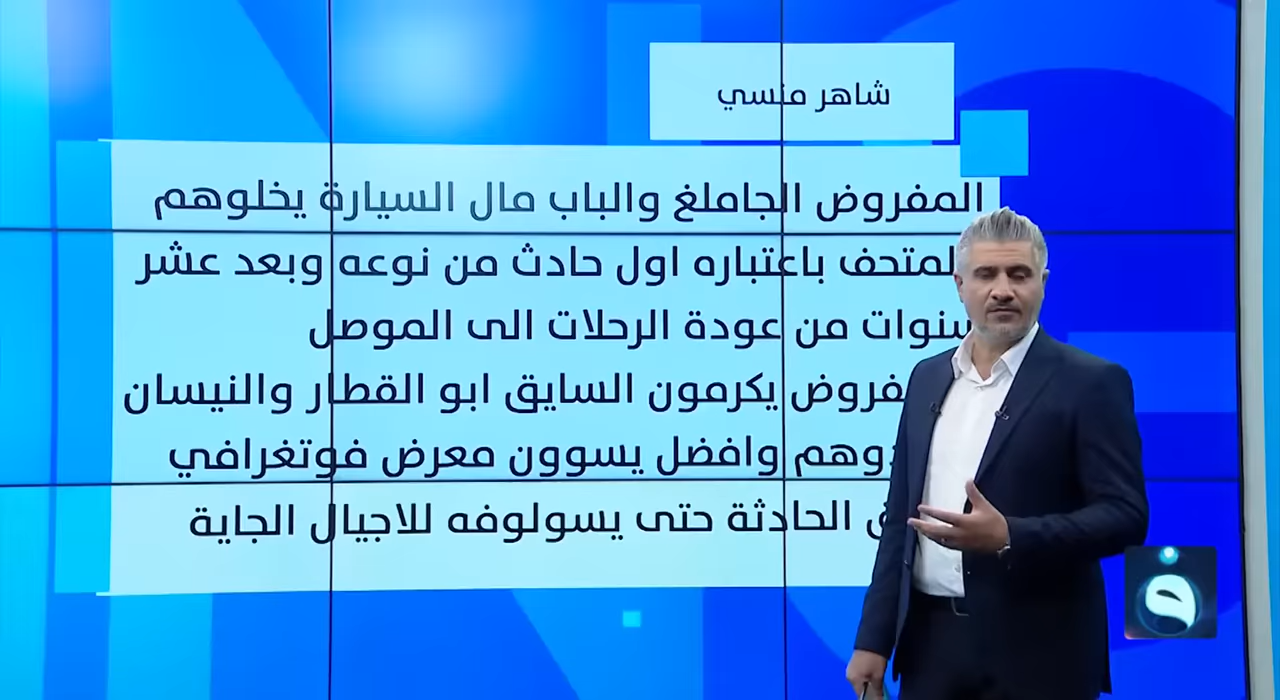 شاهر منسي
المفروض الجاملغ والباب مال السيارة يخلوهم
باعتباره اول حادث من نوعه وبعد عشر
من عودة الرحلات الى الموصل
يكرمون السايق ابو القطار والنيسان
وافضل يسوون معرض فوتغرافي
الحادثة حتى يسولوفه للاجيال الجاية